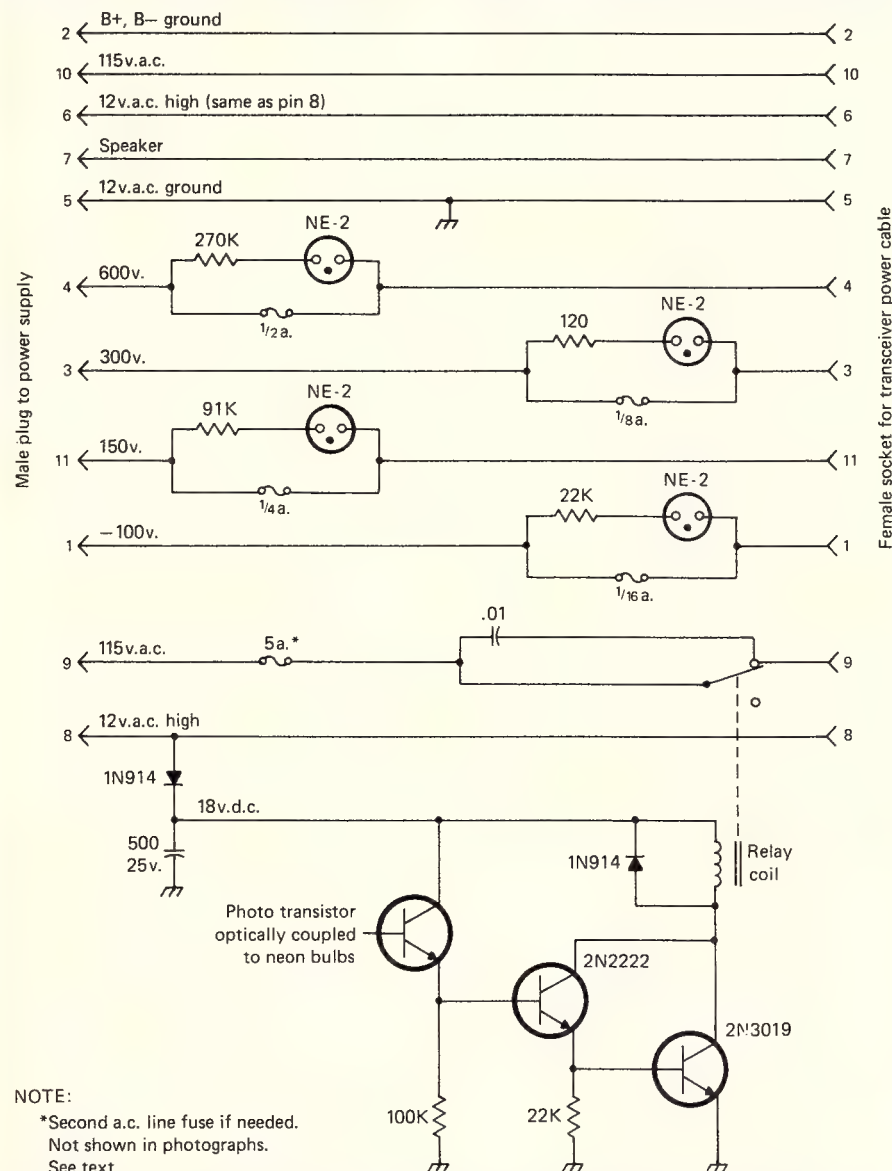 B+, B— ground
2
2
115v.a.c.
10
10
12v.a.c. high (same as pin 8)
6
6
Speaker
7
7
12v.a.c. ground
5
5
Male plug to power supply
Female socket for transceiver power cable
270K
NE-2
600v.
4
4
1/2a.
120
NE-2
300v.
3
3
1/8a.
91K
NE-2
150v.
11
11
1/4a.
22K
NE-2
—100v.
1
1
1/16a.
.01
115v.a.c.
5a.*
9
9
12v.a.c. high
8
8
1N914
18v.d.c.
500
25v.
1N914
Relay
coil
Photo transistor
optically coupled
to neon bulbs
2N2222
2N3019
100K
22K
NOTE:
*Second a.c. line fuse if needed.
Not shown in photographs.
See text.